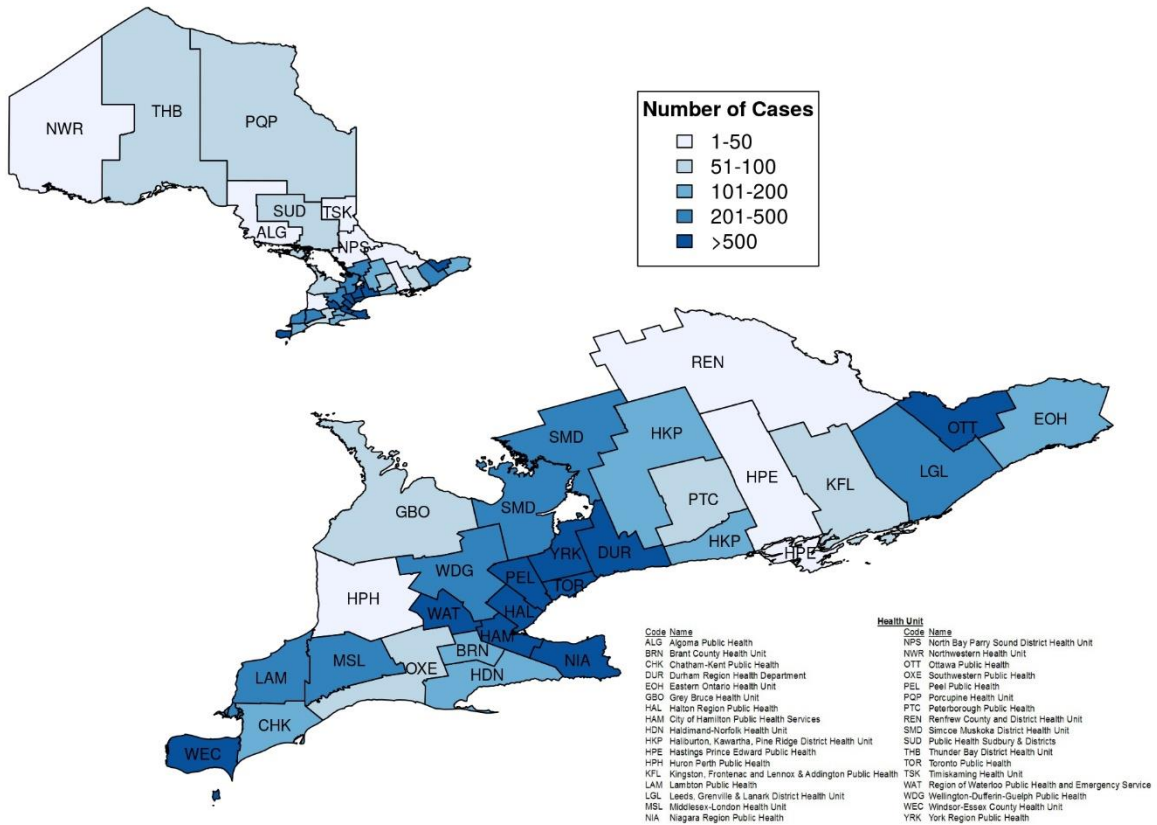 NWR
THB
PQP
SUD
TSK
ALG
NPS
Number of Cases
1-50
51-100
101-200
201-500
>500
REN
SMD
HKP
OTT
EOH
HPE
LGL
KFL
PTC
GBO
SMD
YRK
DUR
HKP
HPE
WDG
PEL
TOR
HPH
WAT
HAL
HAM
MSL
OXE
BRN
NIA
LAM
HDN
CHK
WEC
Health Unit
Code Name
ALG Algoma Public Health
BRN Brant County Health Unit
CHK Chatham-Kent Public Health
DUR Durham Region Health Department
EOH Eastern Ontario Health Unit
GBO Grey Bruce Health Unit
HAL Halton Region Public Health
HAM City of Hamilton Public Health Services
HDN Haldimand-Norfolk Health Unit
HKP Haliburton, Kawartha, Pine Ridge District Health Unit
HPE Hastings Prince Edward Public Health
HPH Huron Perth Public Health
KFL Kingston, Frontenac and Lennox & Addington Public Health
LAM Lambton Public Health
LGL Leeds, Grenville & Lanark District Health Unit
MSL Middlesex-London Health Unit
NIA Niagara Region Public Health
Code Name
NPS North Bay Parry Sound District Health Unit
NWR Northwestern Health Unit
OTT Ottawa Public Health
OXE Southwestern Public Health
PEL Peel Public Health
PQP Porcupine Health Unit
PTC Peterborough Public Health
REN Renfrew County and District Health Unit
SMD Simcoe Muskoka District Health Unit
SUD Public Health Sudbury & Districts
THB Thunder Bay District Health Unit
TOR Toronto Public Health
TSK Timiskaming Health Unit
WAT Region of Waterloo Public Health and Emergency Service
WDG Wellington-Dufferin-Guelph Public Health
WEC Windsor-Essex County Health Unit
YRK York Region Public Health